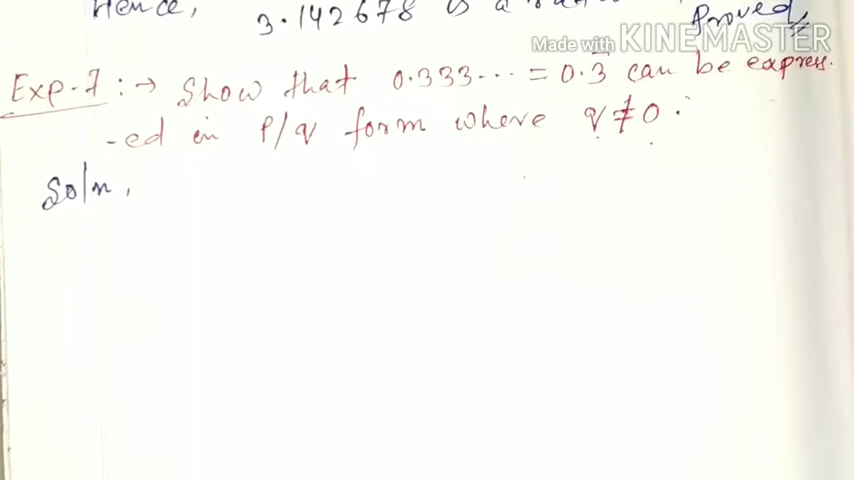 Hence, 3.142678 is a
Proved,
Made with KINEMASTER
Exp-7 :→ Show that 0.333... = 0.3̅ can be express.
-ed in P/q form where q ≠ 0.
Soln,